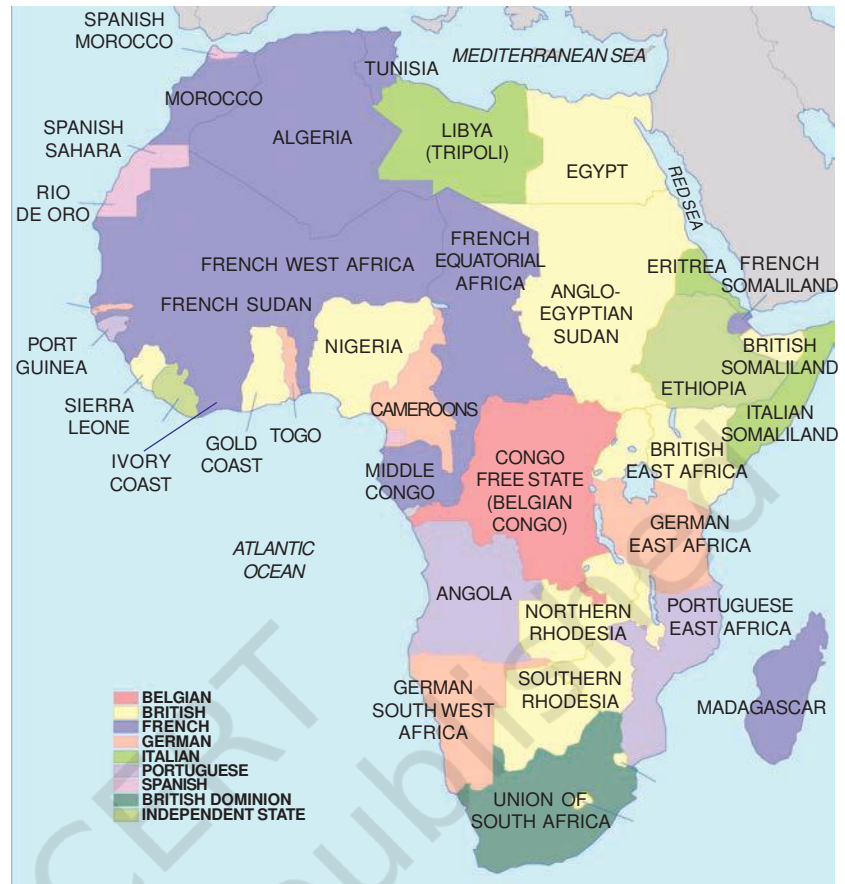 SPANISH
MOROCCO
MEDITERRANEAN SEA
TUNISIA
MOROCCO
ALGERIA
LIBYA
(TRIPOLI)
EGYPT
SPANISH
SAHARA
RED SEA
RIO
DE ORO
FRENCH WEST AFRICA
FRENCH
EQUATORIAL
AFRICA
ERITREA
FRENCH
SOMALILAND
FRENCH SUDAN
ANGLO-
EGYPTIAN
SUDAN
PORT
GUINEA
NIGERIA
BRITISH
SOMALILAND
ETHIOPIA
SIERRA
LEONE
CAMEROONS
ITALIAN
SOMALILAND
IVORY
COAST
GOLD
COAST
TOGO
BRITISH
EAST AFRICA
MIDDLE
CONGO
CONGO
FREE STATE
(BELGIAN
CONGO)
GERMAN
EAST AFRICA
ATLANTIC
OCEAN
ANGOLA
NORTHERN
RHODESIA
PORTUGUESE
EAST AFRICA
GERMAN
SOUTH WEST
AFRICA
SOUTHERN
RHODESIA
MADAGASCAR
BELGIAN
BRITISH
FRENCH
GERMAN
ITALIAN
PORTUGUESE
SPANISH
BRITISH DOMINION
INDEPENDENT STATE
UNION OF
SOUTH AFRICA